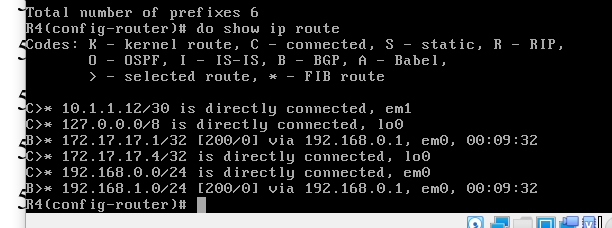 Total number of prefixes 6
R4(config-router)# do show ip route
Codes: K - kernel route, C - connected, S - static, R - RIP,
       O - OSPF, I - IS-IS, B - BGP, A - Babel,
       > - selected route, * - FIB route

C>* 10.1.1.12/30 is directly connected, em1
C>* 127.0.0.0/8 is directly connected, lo0
B>* 172.17.17.1/32 [200/0] via 192.168.0.1, em0, 00:09:32
C>* 172.17.17.4/32 is directly connected, lo0
C>* 192.168.0.0/24 is directly connected, em0
B>* 192.168.1.0/24 [200/0] via 192.168.0.1, em0, 00:09:32
R4(config-router)#